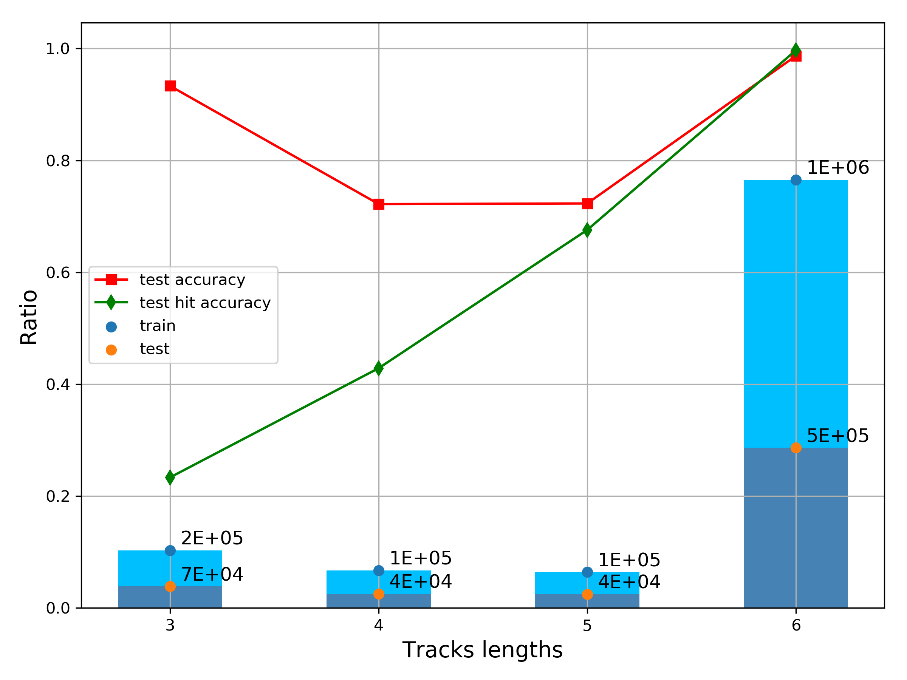 1.0
0.8
0.6
0.4
0.2
0.0
Ratio
test accuracy
test hit accuracy
train
test
1E+06
5E+05
2E+05
7E+04
1E+05
4E+04
1E+05
4E+04
3 4 5 6
Tracks lengths